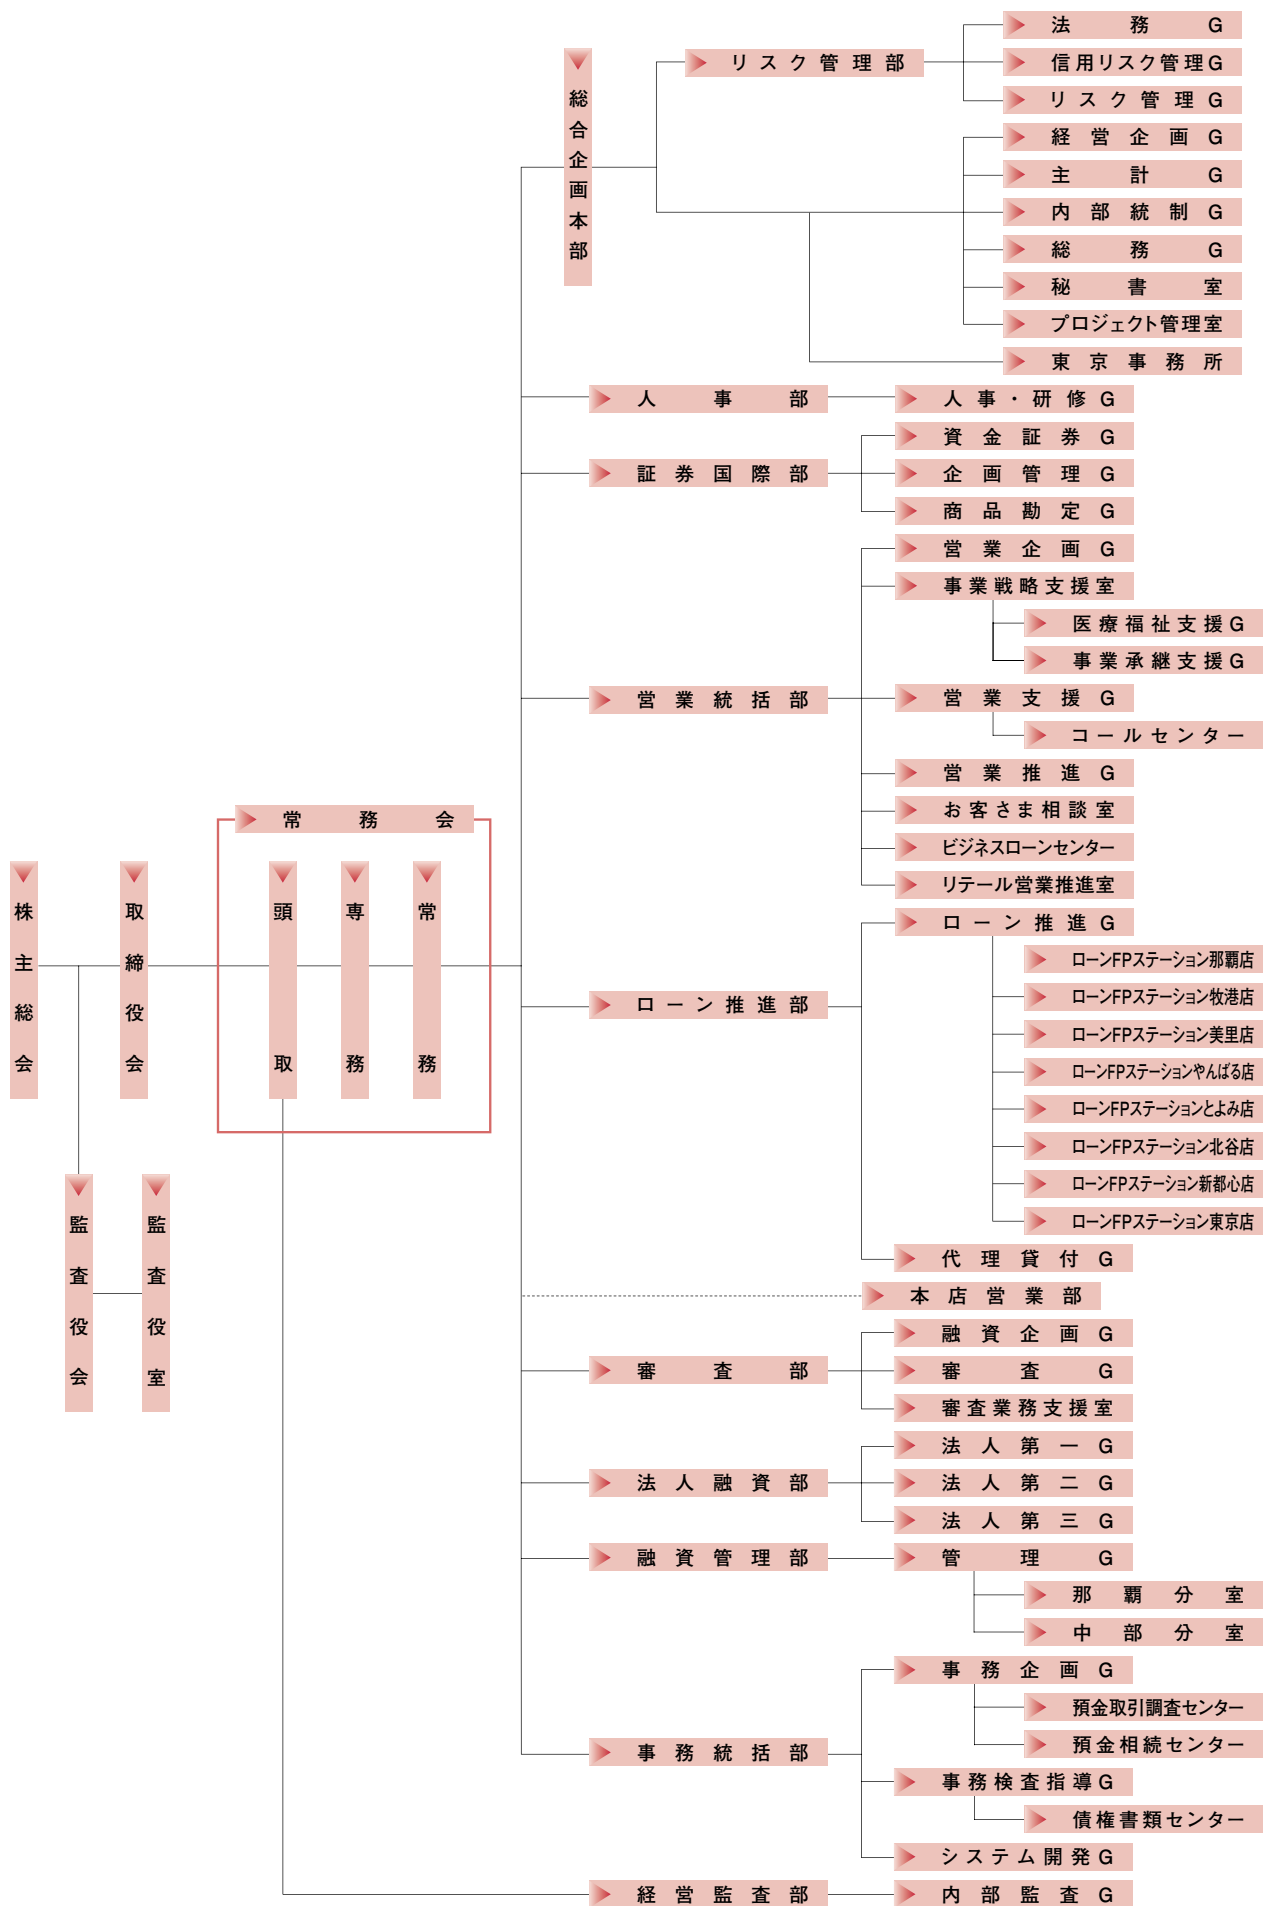 株主総会
取締役会
監査役会
監査役室
常務会
頭取
専務
常務
総合企画本部
リスク管理部
法務G
信用リスク管理G
リスク管理G
経営企画G
主計G
内部統制G
総務G
秘書室
プロジェクト管理室
東京事務所
人事部
人事・研修G
証券国際部
資金証券G
企画管理G
商品勘定G
営業統括部
営業企画G
事業戦略支援室
医療福祉支援G
事業承継支援G
営業支援G
コールセンター
営業推進G
お客さま相談室
ビジネスローンセンター
リテール営業推進室
ローン推進部
ローン推進G
ローンFPステーション那覇店
ローンFPステーション牧港店
ローンFPステーション美里店
ローンFPステーションやんばる店
ローンFPステーションとよみ店
ローンFPステーション北谷店
ローンFPステーション新都心店
ローンFPステーション東京店
代理貸付G
本店営業部
審査部
融資企画G
審査G
審査業務支援室
法人融資部
法人第一G
法人第二G
法人第三G
融資管理部
管理G
那覇分室
中部分室
事務統括部
事務企画G
預金取引調査センター
預金相続センター
事務検査指導G
債権書類センター
システム開発G
経営監査部
内部監査G